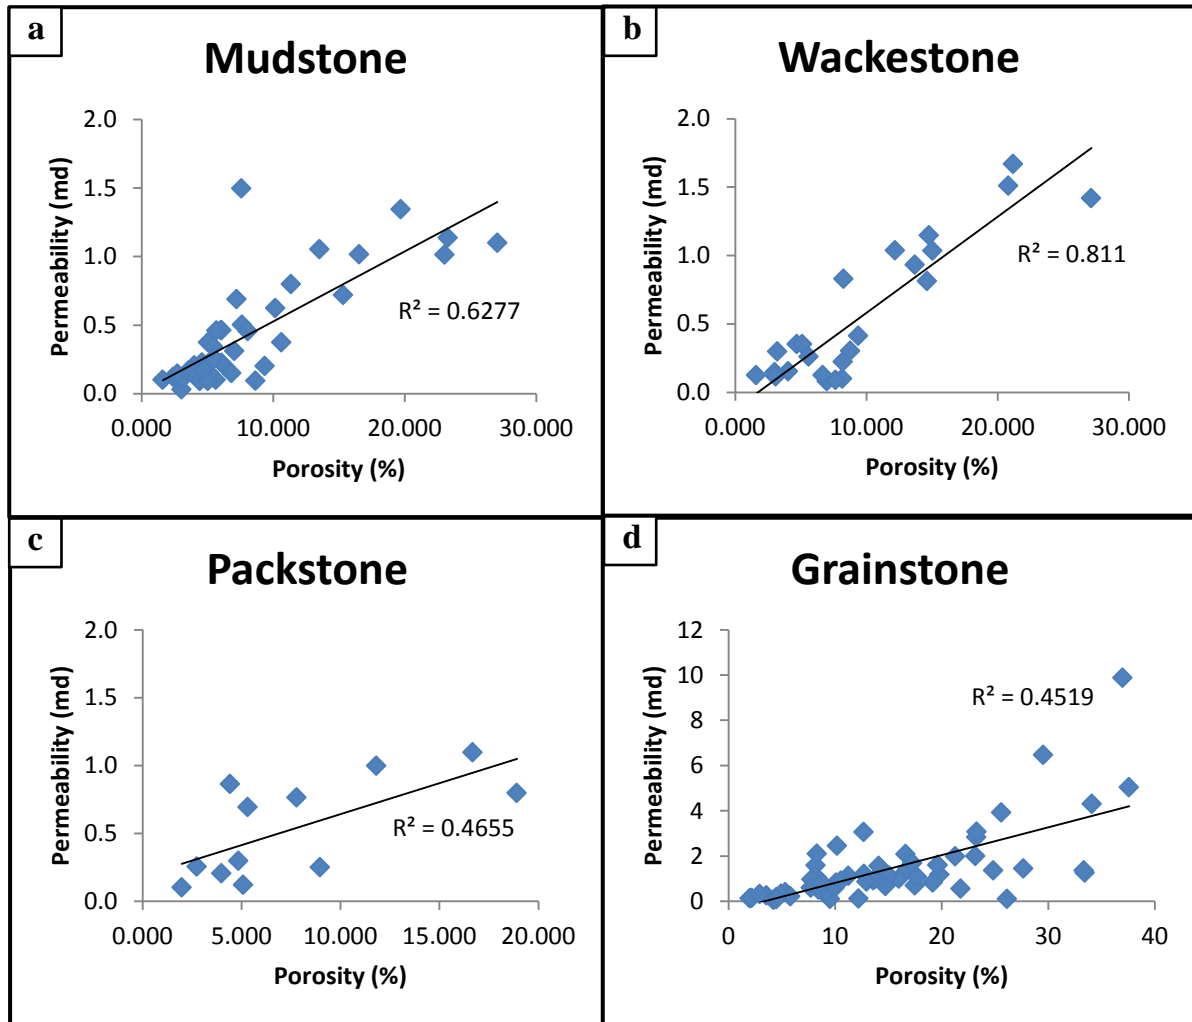 a
Mudstone
2.0
1.5
1.0
0.5
0.0
0.000 10.000 20.000 30.000
Permeability (md)
Porosity (%)
R² = 0.6277
b
Wackestone
2.0
1.5
1.0
0.5
0.0
0.000 10.000 20.000 30.000
Permeability (md)
Porosity (%)
R² = 0.811
c
Packstone
2.0
1.5
1.0
0.5
0.0
0.000 5.000 10.000 15.000 20.000
Permeability (md)
Porosity (%)
R² = 0.4655
d
Grainstone
12
10
8
6
4
2
0
0 10 20 30 40
Permeability (md)
Porosity (%)
R² = 0.4519